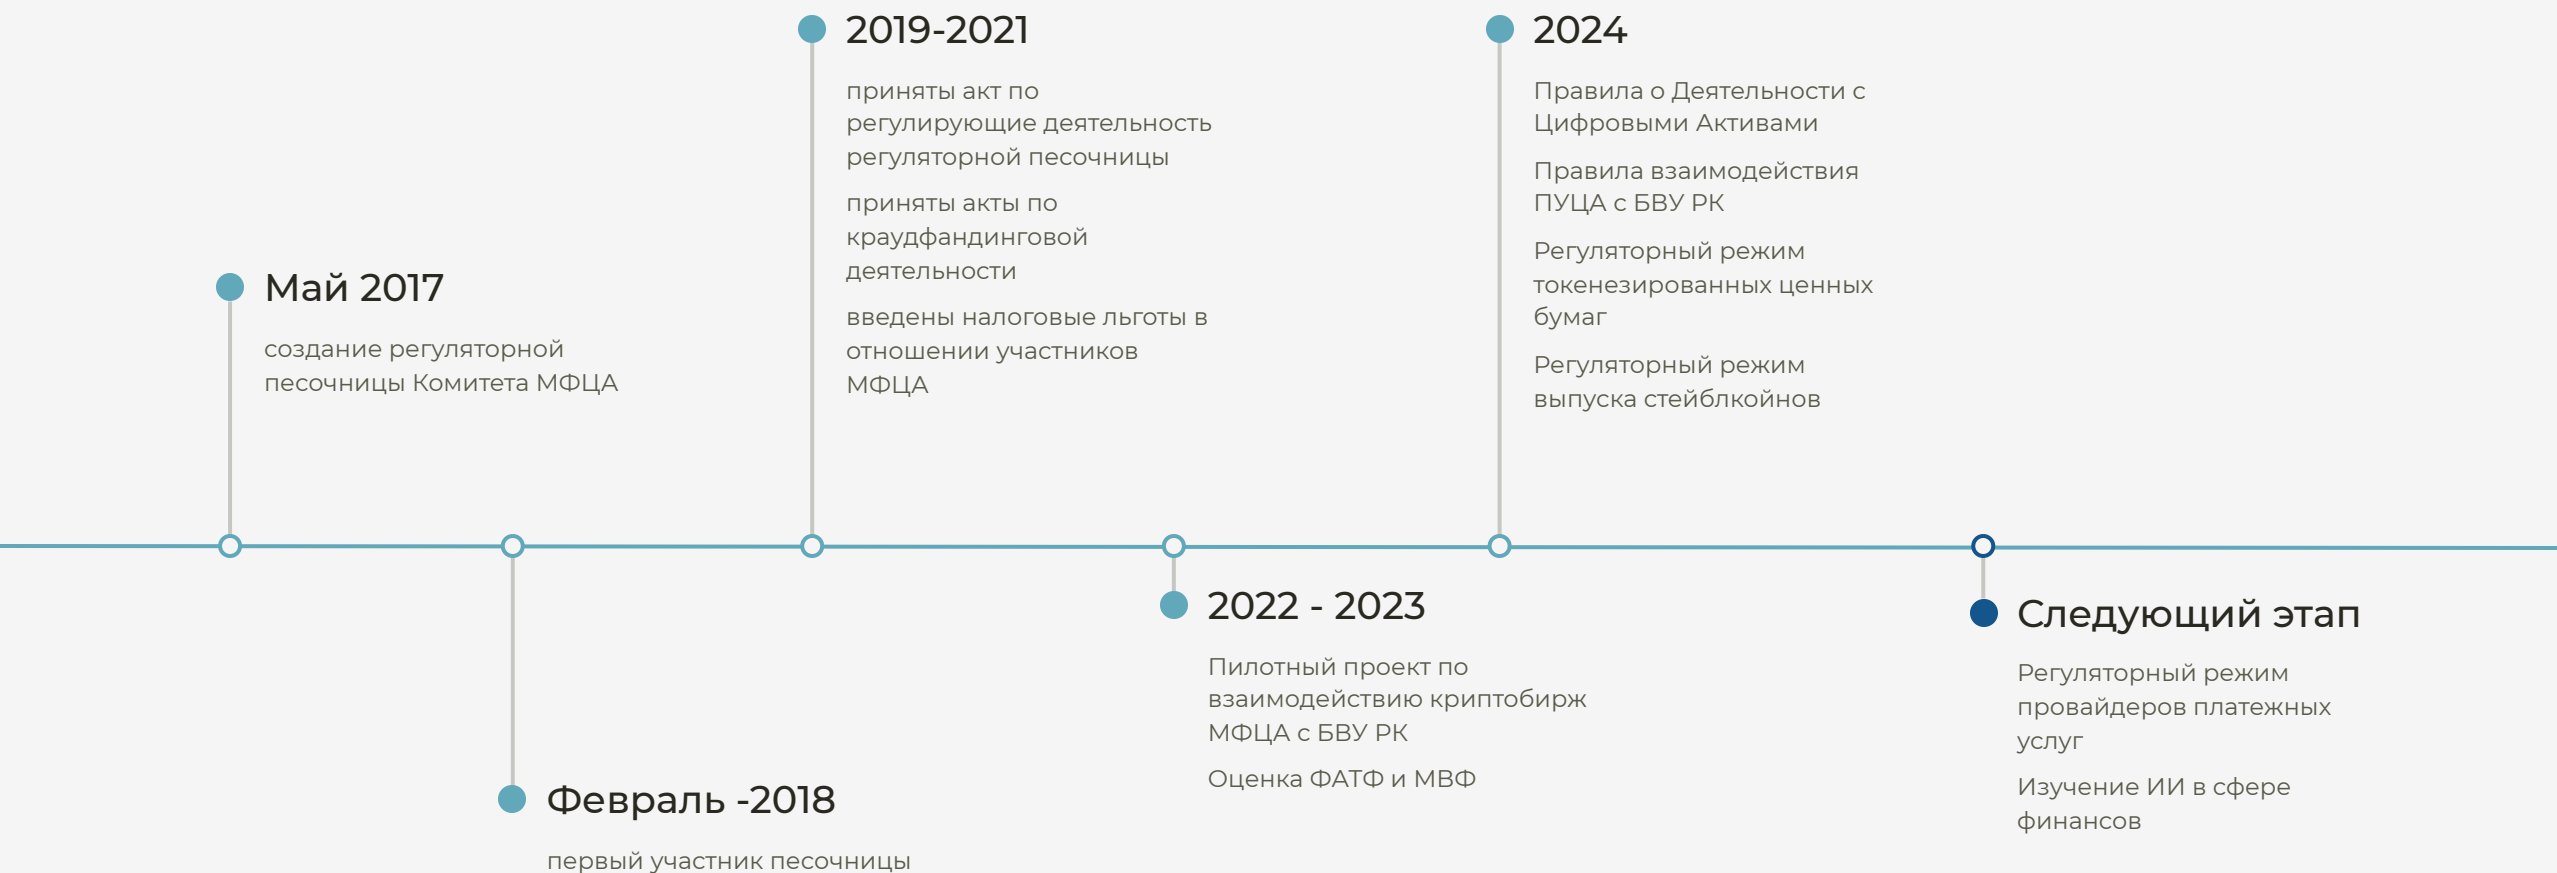 Май 2017
создание регуляторной
песочницы Комитета МФЦА
Февраль -2018
первый участник песочницы
2019-2021
приняты акт по
регулирующие деятельность
регуляторной песочницы
приняты акты по
краудфандинговой
деятельности
введены налоговые льготы в
отношении участников
МФЦА
2022 - 2023
Пилотный проект по
взаимодействию криптобирж
МФЦА с БВУ РК
Оценка ФАТФ и МВФ
2024
Правила о Деятельности с
Цифровыми Активами
Правила взаимодействия
ПУЦА с БВУ РК
Регуляторный режим
токенезированных ценных
бумаг
Регуляторный режим
выпуска стейблкойнов
Следующий этап
Регуляторный режим
провайдеров платежных
услуг
Изучение ИИ в сфере
финансов